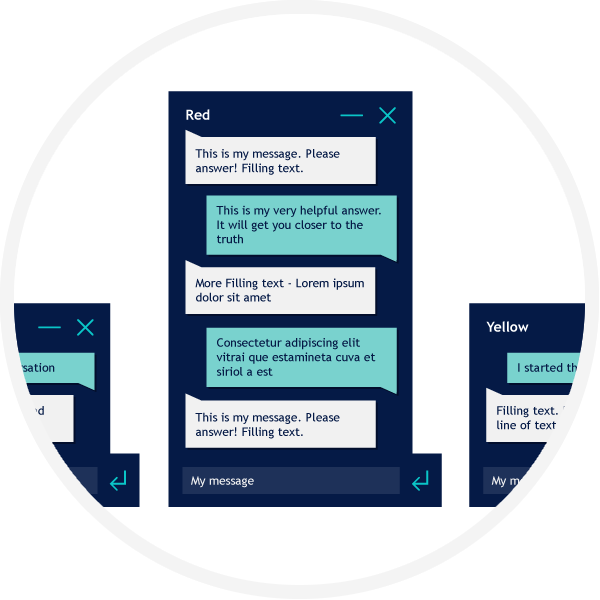 Red
This is my message. Please
answer! Filling text.
This is my very helpful answer.
It will get you closer to the
truth
More Filling text - Lorem ipsum
dolor sit amet
Consectetur adipiscing elit
vitrai que estamineta cuva et
siriol a est
This is my message. Please
answer! Filling text.
My message
Yellow
I started
Filling text.
line of text
My